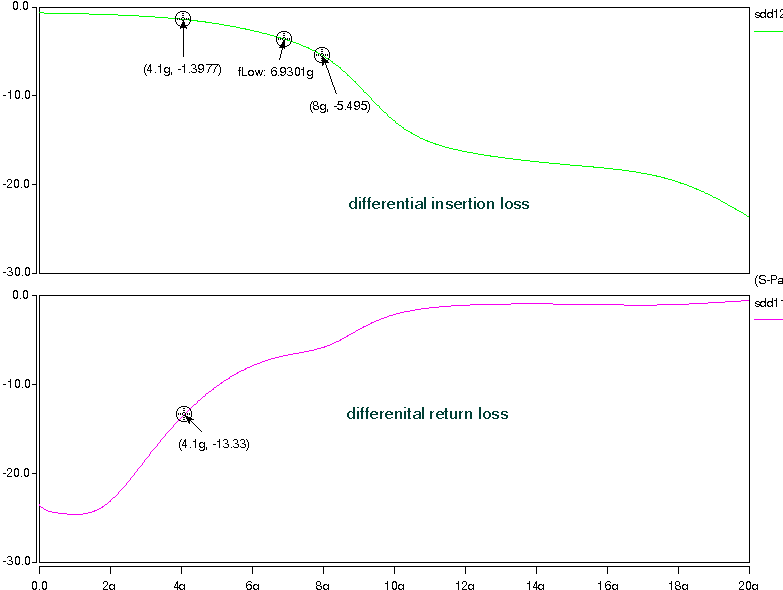 0.0
sdd12
(4.1g, -1.3977)
fLow: 6.9301g
-10.0
(8g, -5.495)
-20.0
differential insertion loss
-30.0
(S-Pa
0.0
sdd1
-10.0
differenital return loss
(4.1g, -13.33)
-20.0
-30.0
0.0 2g 4g 6g 8g 10g 12g 14g 16g 18g 20g